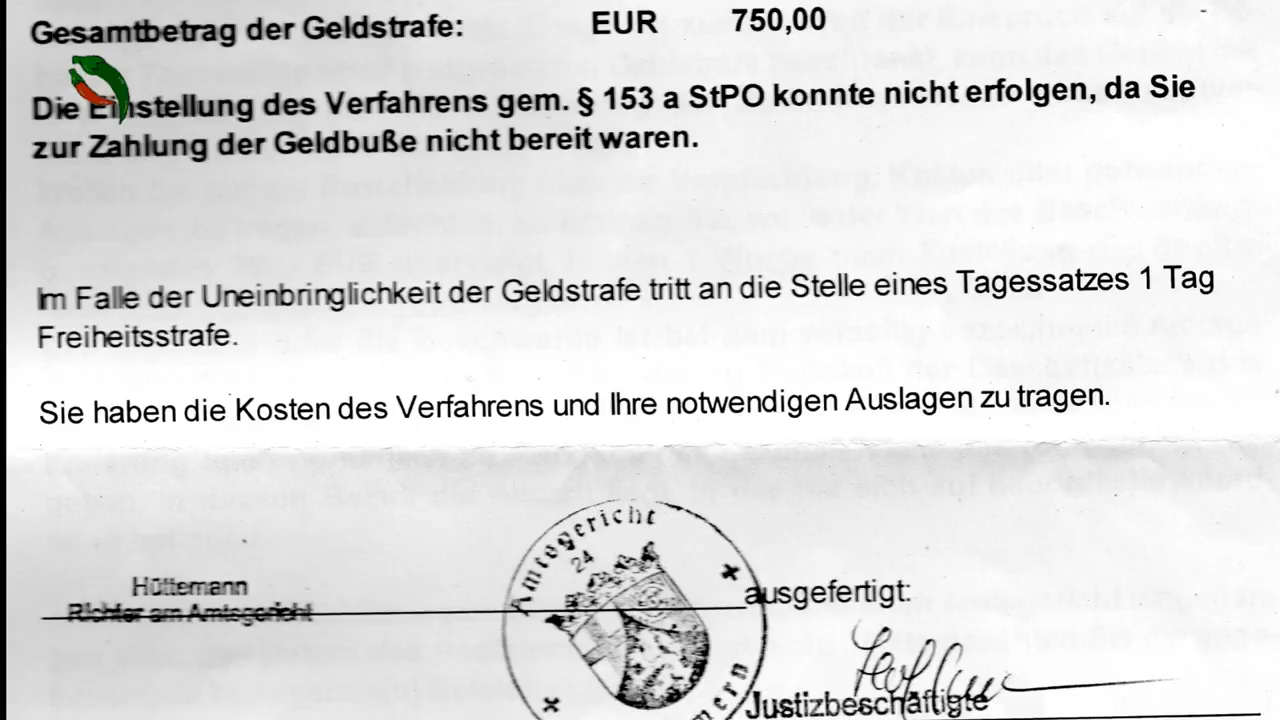 Gesamtbetrag der Geldstrafe: EUR 750,00
Die Einstellung des Verfahrens gem. § 153 a StPO konnte nicht erfolgen, da Sie
zur Zahlung der Geldbuße nicht bereit waren.
Im Falle der Uneinbringlichkeit der Geldstrafe tritt an die Stelle eines Tagessatzes 1 Tag
Freiheitsstrafe.
Sie haben die Kosten des Verfahrens und Ihre notwendigen Auslagen zu tragen.
Amtsgericht
24
Hüttemann
Richter am Amtsgericht
ausgefertigt:
Justizbeschäftigte